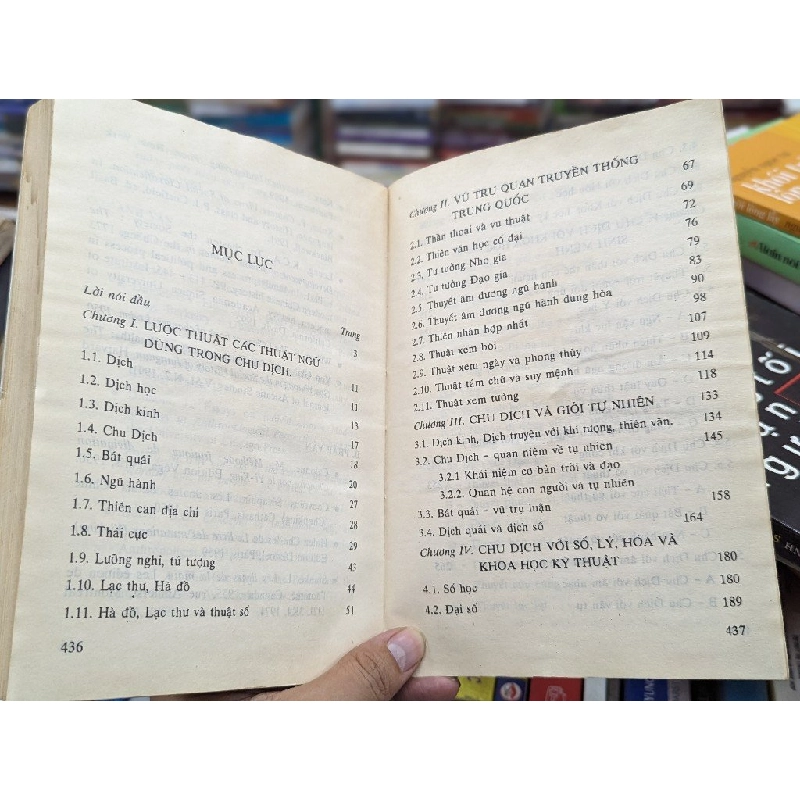 MỤC LỤC
Trang
Lời nói đầu 3
Chương I. LƯỢC THUẬT CÁC THUẬT NGỮ
DÙNG TRONG CHU DỊCH. 11
1.1. Dịch 11
1.2. Dịch học 13
1.3. Dịch kinh 17
1.4. Chu Dịch 18
1.5. Bát quái 20
1.6. Ngũ hành 27
1.7. Thiên can địa chi 28
1.8. Thái cực 29
1.9. Lưỡng nghi, tứ tượng 43
1.10. Lạc thư, Hà đồ 44
1.11. Hà đồ, Lạc thư và thuật số 51
436
Chương II. VŨ TRỤ QUAN TRUYỀN THỐNG
TRUNG QUỐC 67
2.1. Thần thoại và vu thuật 69
2.2. Thiên văn học cổ đại 72
2.3. Tư tưởng Nho gia 76
2.4. Tư tưởng Đạo gia 79
2.5. Thuyết âm dương ngũ hành 83
2.6. Thuyết âm dương ngũ hành dung hóa 90
2.7. Thiên nhân hợp nhất 98
2.8. Thuật xem bói 107
2.9. Thuật xem ngày và phong thủy 109
2.10. Thuật tẩm chú và suy mệnh 114
2.11. Thuật xem tướng 118
Chương III. CHU DỊCH VÀ GIỚI TỰ NHIÊN 133
3.1. Dịch kinh, Dịch truyện với khí tượng, thiên văn. 134
3.2. Chu Dịch - quan niệm về tự nhiên 145
3.2.1 Khái niệm cơ bản trời và đạo
3.2.2. Quan hệ con người và tự nhiên
3.3. Bát quái - vũ trụ luận 158
3.4. Dịch quái và dịch số 164
Chương IV. CHU DỊCH VỚI SỐ, LÝ, HÓA VÀ
KHOA HỌC KỸ THUẬT 180
4.1. Số học 180
4.2. Đại số 189
437